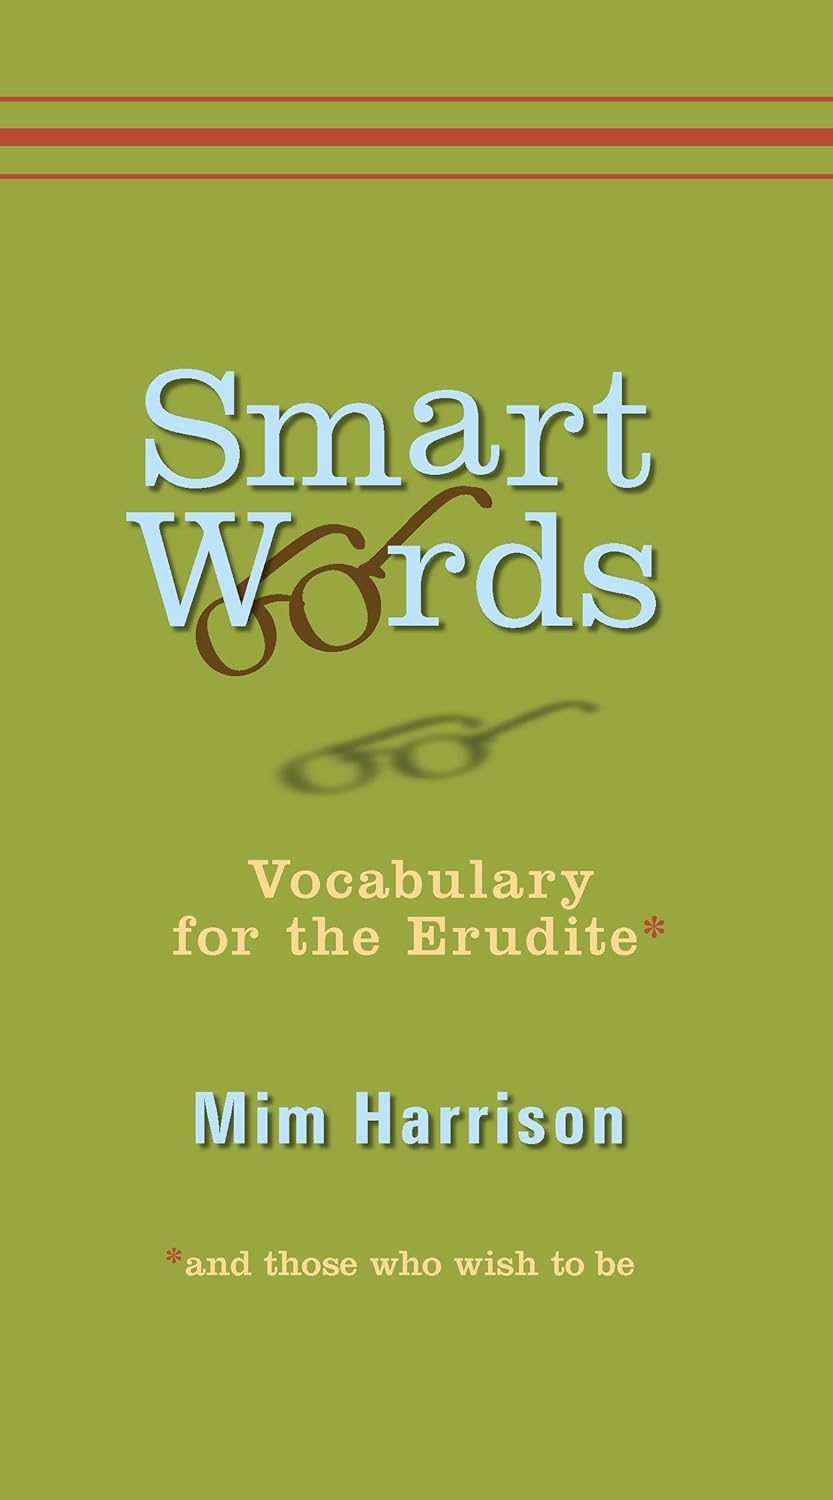 Smart
Words
Vocabulary
for the Erudite*
Mim Harrison
*and those who wish to be